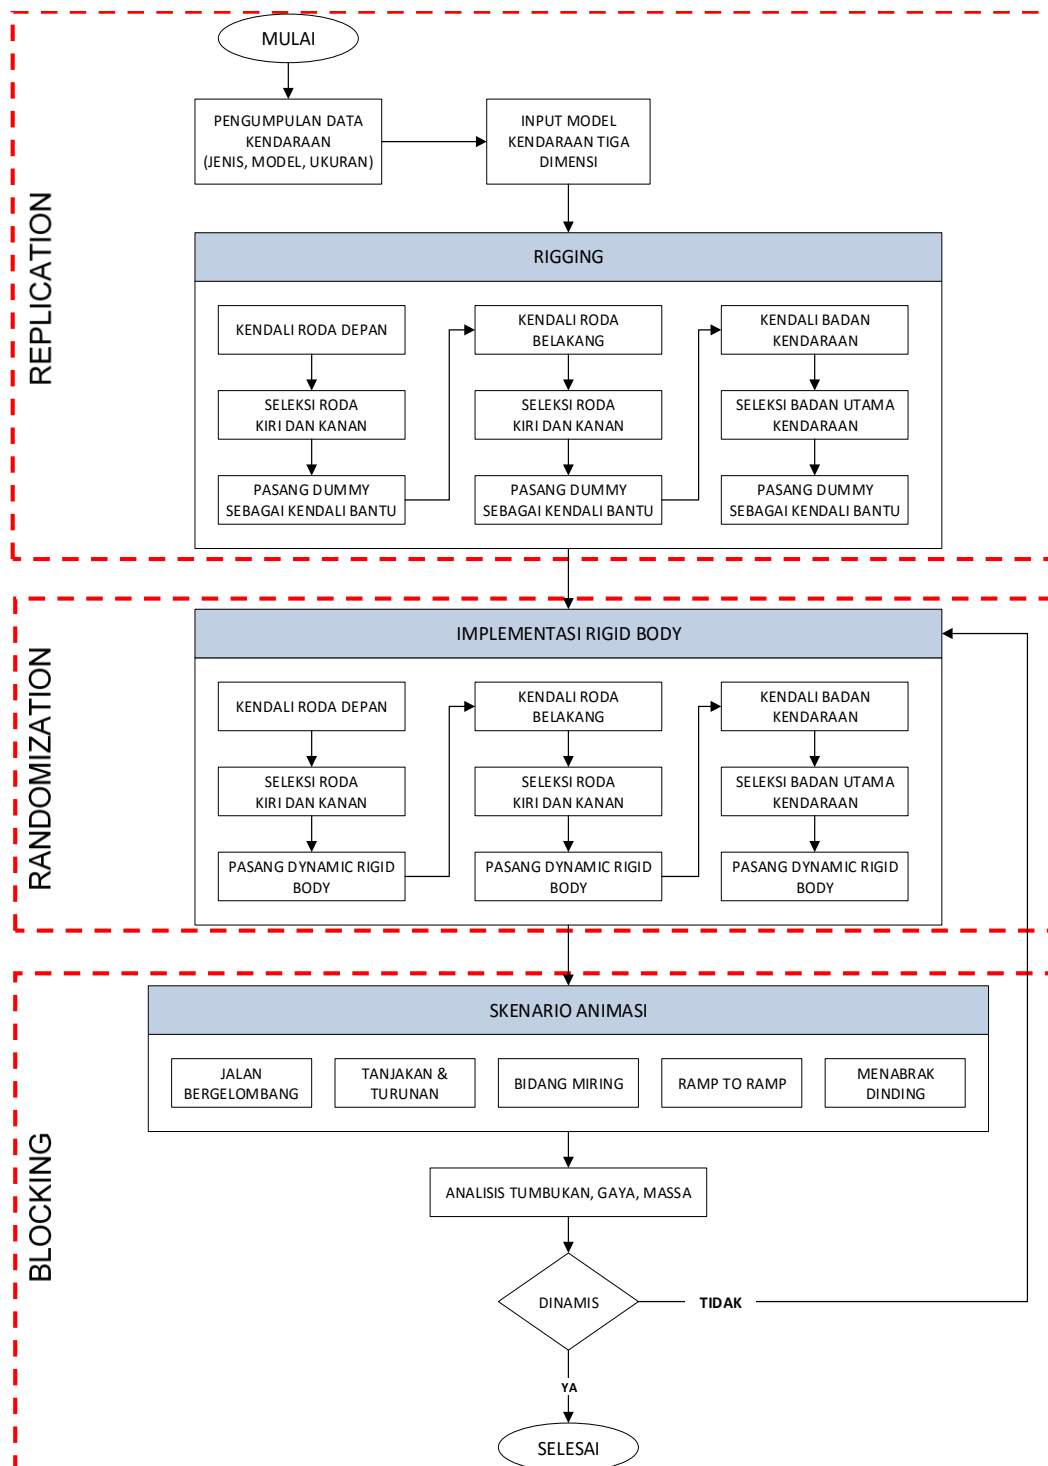 REPLICATION
MULAI
PENGUMPULAN DATA
KENDARAAN
(JENIS, MODEL, UKURAN)
INPUT MODEL
KENDARAAN TIGA
DIMENSI
RIGGING
KENDALI RODA DEPAN
SELEKSI RODA
KIRI DAN KANAN
PASANG DUMMY
SEBAGAI KENDALI BANTU
KENDALI RODA
BELAKANG
SELEKSI RODA
KIRI DAN KANAN
PASANG DUMMY
SEBAGAI KENDALI BANTU
KENDALI BADAN
KENDARAAN
SELEKSI BADAN UTAMA
KENDARAAN
PASANG DUMMY
SEBAGAI KENDALI BANTU
RANDOMIZATION
IMPLEMENTASI RIGID BODY
KENDALI RODA DEPAN
SELEKSI RODA
KIRI DAN KANAN
PASANG DYNAMIC RIGID
BODY
KENDALI RODA
BELAKANG
SELEKSI RODA
KIRI DAN KANAN
PASANG DYNAMIC RIGID
BODY
KENDALI BADAN
KENDARAAN
SELEKSI BADAN UTAMA
KENDARAAN
PASANG DYNAMIC RIGID
BODY
BLOCKING
SKENARIO ANIMASI
JALAN
BERGELOMBANG
TANJAKAN &
TURUNAN
BIDANG MIRING
RAMP TO RAMP
MENABRAK
DINDING
ANALISIS TUMBUKAN, GAYA, MASSA
DINAMIS
TIDAK
YA
SELESAI